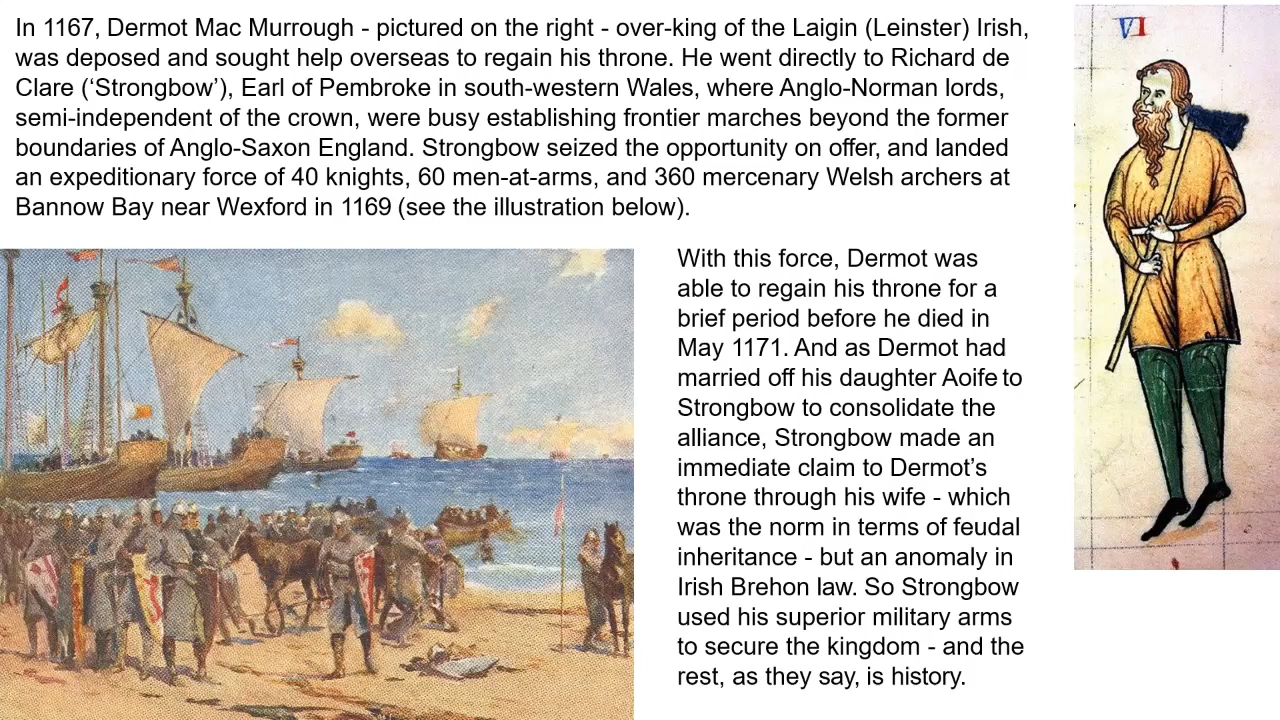 In 1167, Dermot Mac Murrough - pictured on the right - over-king of the Laigin (Leinster) Irish,
was deposed and sought help overseas to regain his throne. He went directly to Richard de
Clare (‘Strongbow’), Earl of Pembroke in south-western Wales, where Anglo-Norman lords,
semi-independent of the crown, were busy establishing frontier marches beyond the former
boundaries of Anglo-Saxon England. Strongbow seized the opportunity on offer, and landed
an expeditionary force of 40 knights, 60 men-at-arms, and 360 mercenary Welsh archers at
Bannow Bay near Wexford in 1169 (see the illustration below).
VI
With this force, Dermot was
able to regain his throne for a
brief period before he died in
May 1171. And as Dermot had
married off his daughter Aoife to
Strongbow to consolidate the
alliance, Strongbow made an
immediate claim to Dermot’s
throne through his wife - which
was the norm in terms of feudal
inheritance - but an anomaly in
Irish Brehon law. So Strongbow
used his superior military arms
to secure the kingdom - and the
rest, as they say, is history.